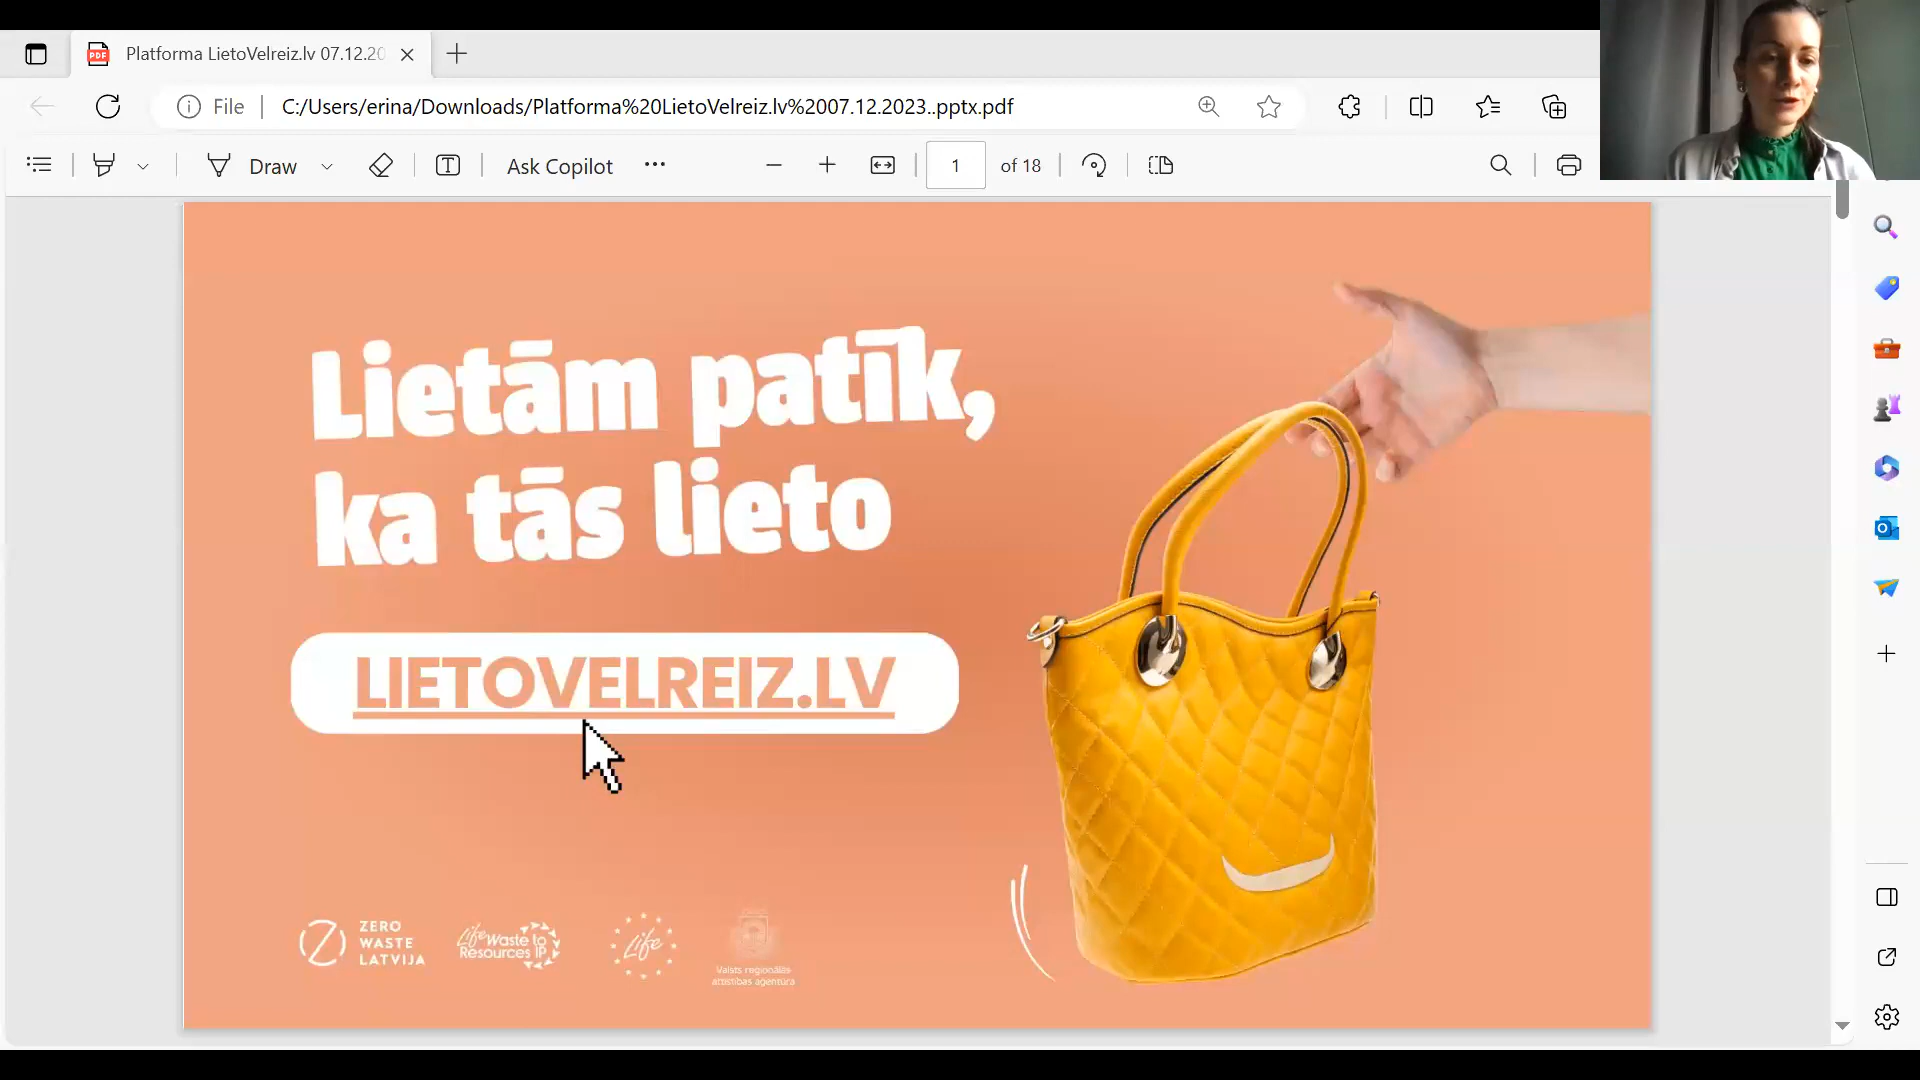 Platforma LietoVelreiz.lv 07.12.20
File
C:/Users/erina/Downloads/Platforma%20LietoVelreiz.lv%2007.12.2023..pptx.pdf
Draw
Ask Copilot
1 of 18
Lietām patīk,
ka tās lieto
LIETOVELREIZ.LV
ZERO
WASTE
LATVIJA
Life Waste to
Resources IP
Life
Valsts reģionālās
attīstības aģentūra